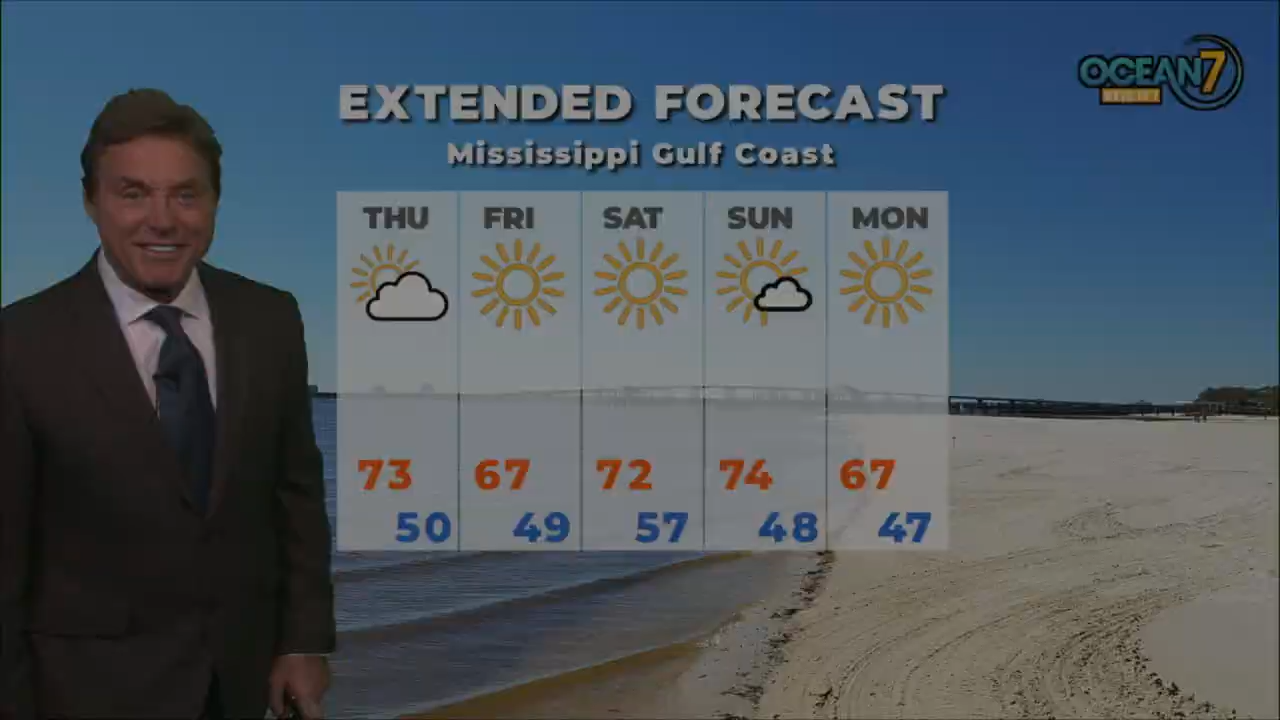 OCEAN7
EXTENDED FORECAST
Mississippi Gulf Coast
THU FRI SAT SUN MON
73 67 72 74 67
50 49 57 48 47